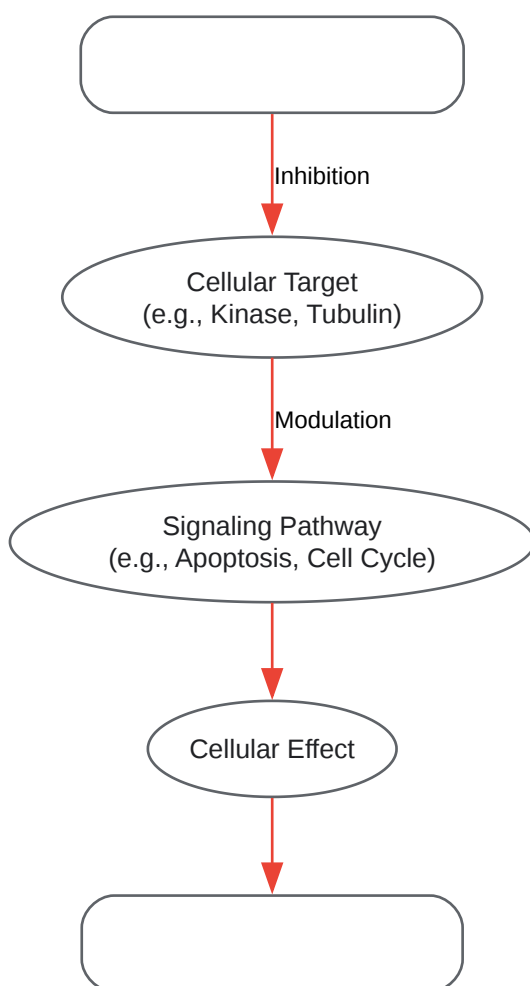 Inhibition
Cellular Target
(e.g., Kinase, Tubulin)
Modulation
Signaling Pathway
(e.g., Apoptosis, Cell Cycle)
Cellular Effect